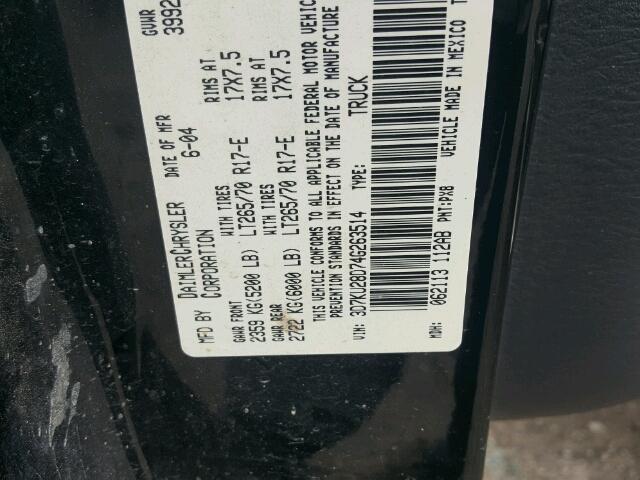 MFD BY DAIMLERCHRYSLER CORPORATION
DATE OF MFR 6-04
GVWR 3992
GAWR FRONT WITH TIRES RIMS AT
2359 KG(5200 LB) LT265/70 R17-E 17X7.5
GAWR REAR WITH TIRES RIMS AT
2722 KG(6000 LB) LT265/70 R17-E 17X7.5
THIS VEHICLE CONFORMS TO ALL APPLICABLE FEDERAL MOTOR VEHIC
PREVENTION STANDARDS IN EFFECT ON THE DATE OF MANUFACTURE
VIN: 3D7KU28D74G263514 TYPE: TRUCK
MDH: 062113 112AB PNT:PX8 VEHICLE MADE IN MEXICO